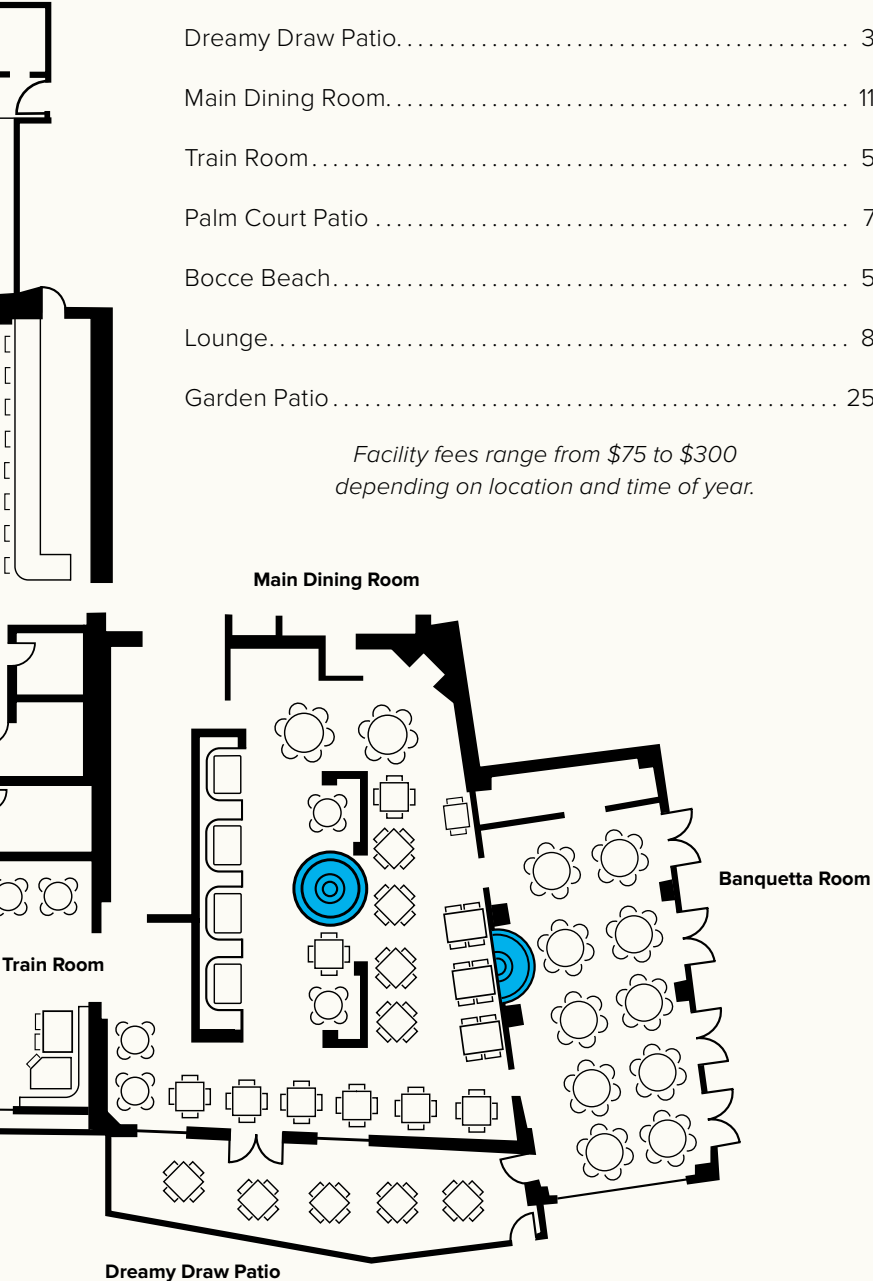 Dreamy Draw Patio.......................................... 3
Main Dining Room........................................... 11
Train Room.................................................. 5
Palm Court Patio ............................................ 7
Bocce Beach................................................. 5
Lounge...................................................... 8
Garden Patio................................................ 25
Facility fees range from $75 to $300
depending on location and time of year.
Main Dining Room
Banquetta Room
Train Room
Dreamy Draw Patio